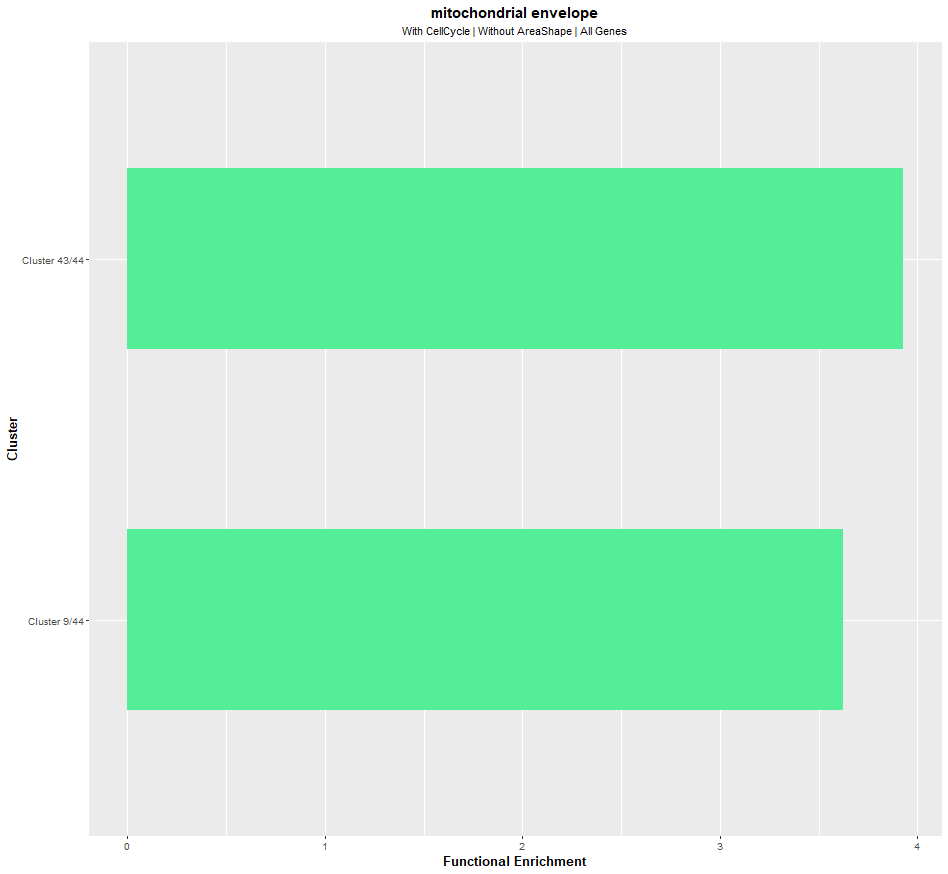 mitochondrial envelope
With CellCycle | Without AreaShape | All Genes
Cluster
Cluster 43/44
Cluster 9/44
0 1 2 3 4
Functional Enrichment